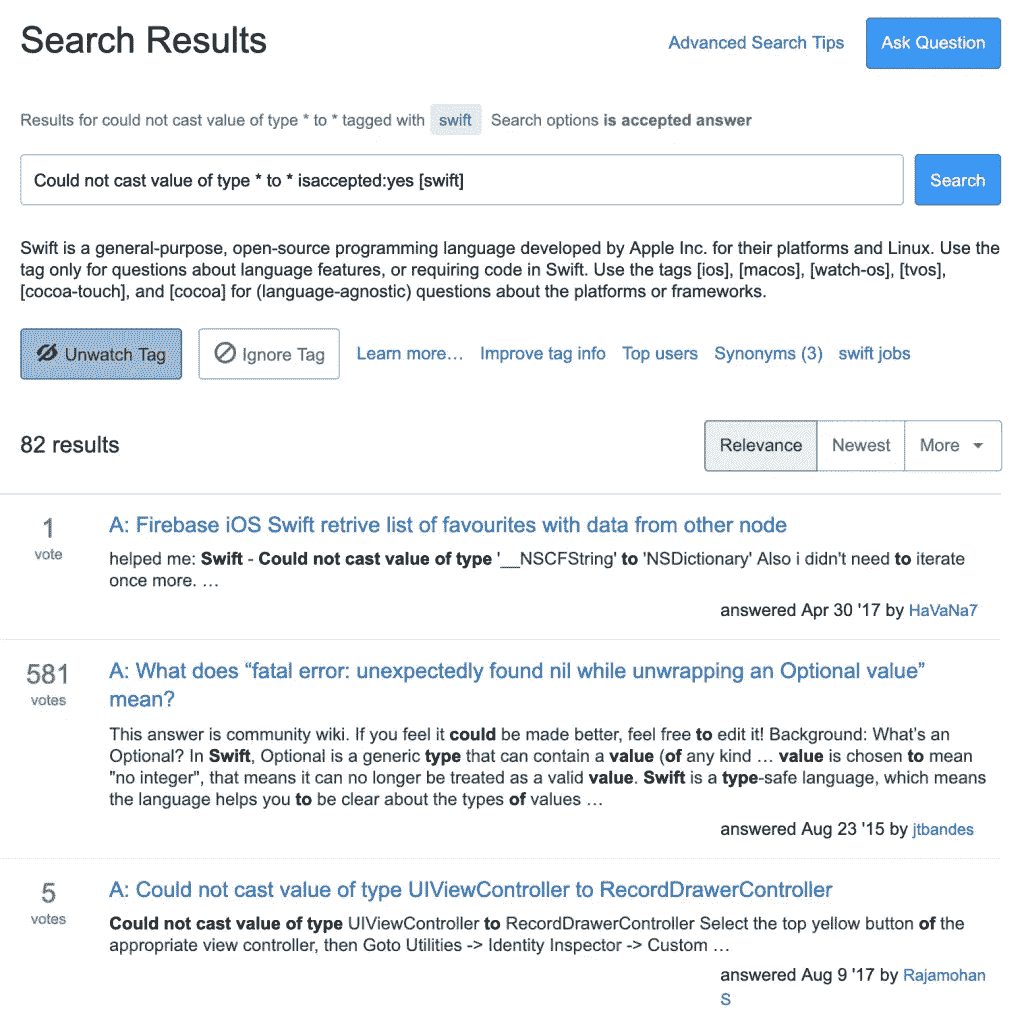 Search Results
Advanced Search Tips
Ask Question
Results for could not cast value of type * to * tagged with swift Search options is accepted answer
Could not cast value of type * to * isaccepted:yes [swift]
Search
Swift is a general-purpose, open-source programming language developed by Apple Inc. for their platforms and Linux. Use the
tag only for questions about language features, or requiring code in Swift. Use the tags [ios], [macos], [watch-os], [tvos],
[cocoa-touch], and [cocoa] for (language-agnostic) questions about the platforms or frameworks.
Unwatch Tag
Ignore Tag
Learn more… Improve tag info Top users Synonyms (3) swift jobs
82 results
Relevance
Newest
More
1
vote
A: Firebase iOS Swift retrive list of favourites with data from other node
helped me: Swift - Could not cast value of type '__NSCFString' to 'NSDictionary' Also i didn't need to iterate
once more. …
answered Apr 30 '17 by HaVaNa7
581
votes
A: What does “fatal error: unexpectedly found nil while unwrapping an Optional value”
mean?
This answer is community wiki. If you feel it could be made better, feel free to edit it! Background: What's an
Optional? In Swift, Optional is a generic type that can contain a value (of any kind … value is chosen to mean
"no integer", that means it can no longer be treated as a valid value. Swift is a type-safe language, which means
the language helps you to be clear about the types of values …
answered Aug 23 '15 by jtbandes
5
votes
A: Could not cast value of type UIViewController to RecordDrawerController
Could not cast value of type UIViewController to RecordDrawerController Select the top yellow button of the
appropriate view controller, then Goto Utilities -> Identity Inspector -> Custom …
answered Aug 9 '17 by Rajamohan
S